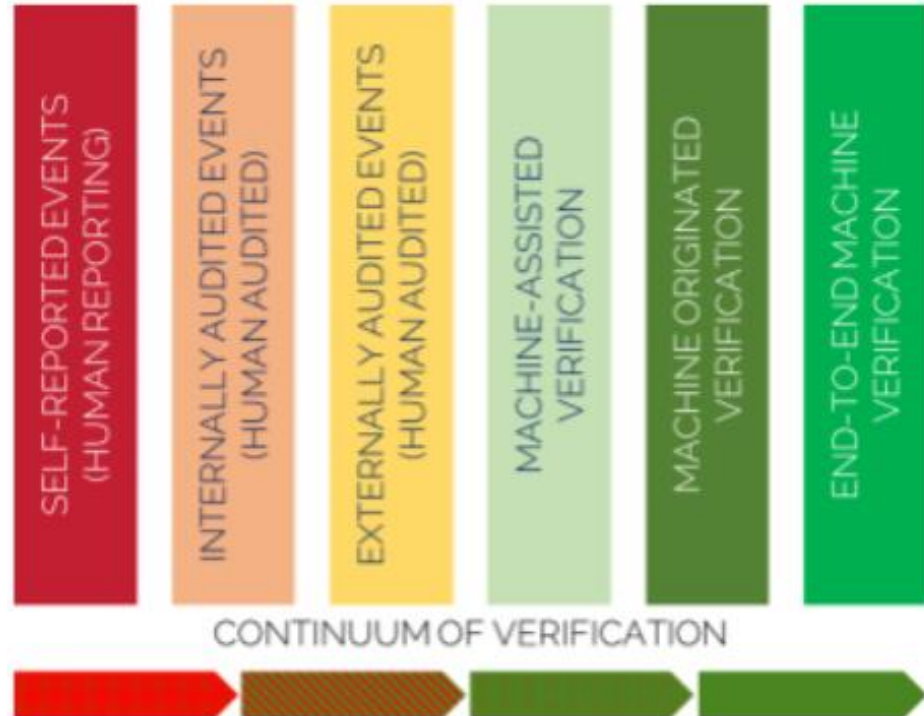 SELF-REPORTED EVENTS
(HUMAN REPORTING)
INTERNALLY AUDITED EVENTS
(HUMAN AUDITED)
EXTERNALLY AUDITED EVENTS
(HUMAN AUDITED)
MACHINE-ASSISTED
VERIFICATION
MACHINE ORIGINATED
VERIFICATION
END-TO-END MACHINE
VERIFICATION
CONTINUUM OF VERIFICATION